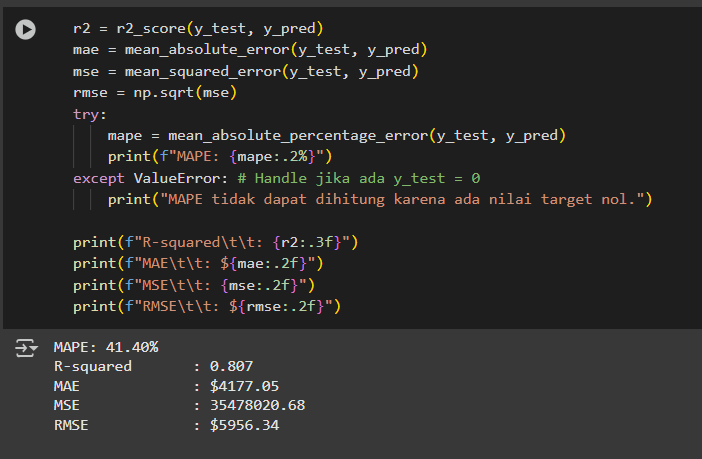 r2 = r2_score(y_test, y_pred)
mae = mean_absolute_error(y_test, y_pred)
mse = mean_squared_error(y_test, y_pred)
rmse = np.sqrt(mse)
try:
    mape = mean_absolute_percentage_error(y_test, y_pred)
    print(f"MAPE: {mape:.2%}")
except ValueError: # Handle jika ada y_test = 0
    print("MAPE tidak dapat dihitung karena ada nilai target nol.")

print(f"R-squared\t\t: {r2:.3f}")
print(f"MAE\t\t: ${mae:.2f}")
print(f"MSE\t\t: {mse:.2f}")
print(f"RMSE\t\t: ${rmse:.2f}")
MAPE: 41.40%
R-squared : 0.807
MAE : $4177.05
MSE : 35478020.68
RMSE : $5956.34